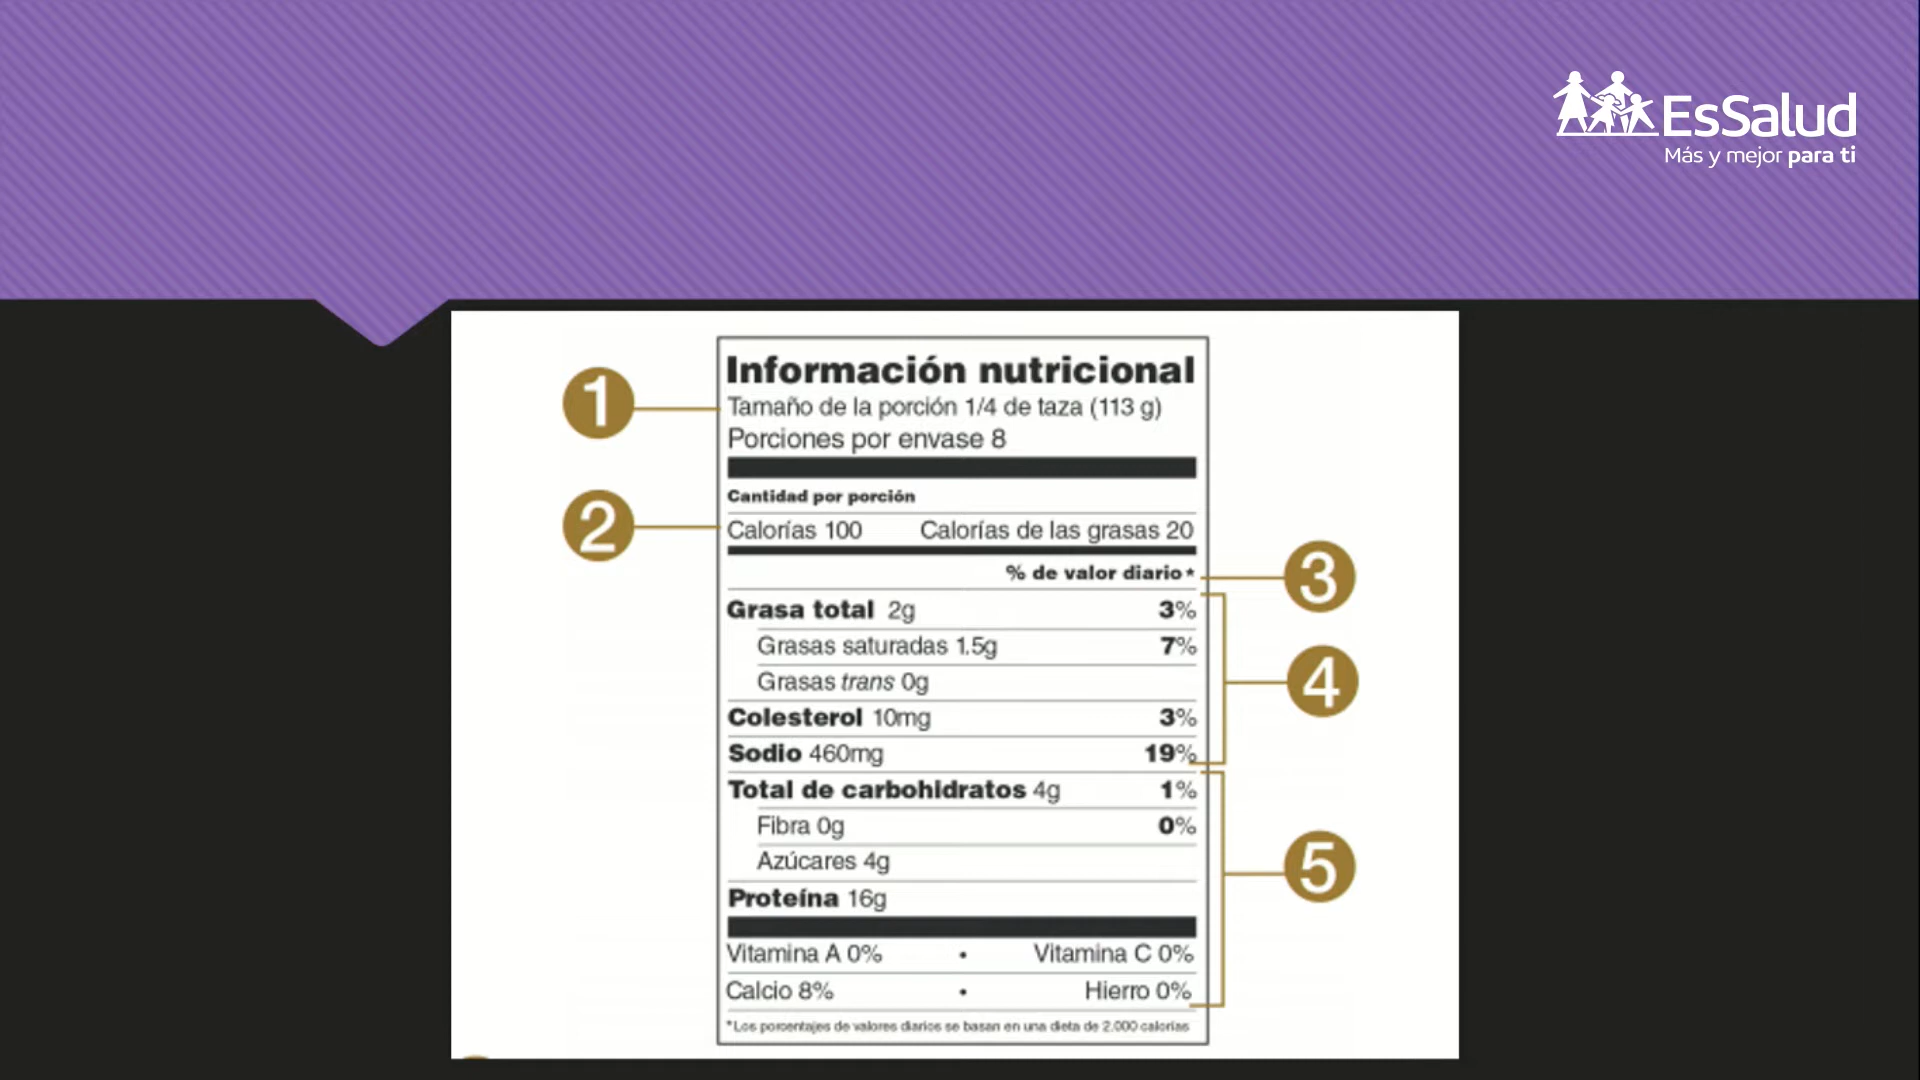 EsSalud
Más y mejor para ti
Información nutricional
1
Tamaño de la porción 1/4 de taza (113 g)
Porciones por envase 8
Cantidad por porción
2
Calorías 100 Calorías de las grasas 20
% de valor diario*
3
Grasa total 2g 3%
Grasas saturadas 1.5g 7%
Grasas trans 0g
4
Colesterol 10mg 3%
Sodio 460mg 19%
Total de carbohidratos 4g 1%
Fibra 0g 0%
Azúcares 4g
5
Proteína 16g
Vitamina A 0% • Vitamina C 0%
Calcio 8% • Hierro 0%
*Los porcentajes de valores diarios se basan en una dieta de 2.000 calorías